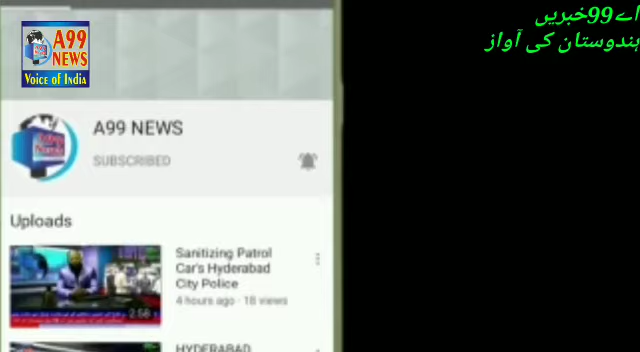 اے99خبریں
ہندوستان کی آواز
A99
NEWS
Voice of India
A99 NEWS
SUBSCRIBED
Uploads
Sanitizing Patrol
Car's Hyderabad
City Police
4 hours ago · 18 views
2:58
HYDERABAD